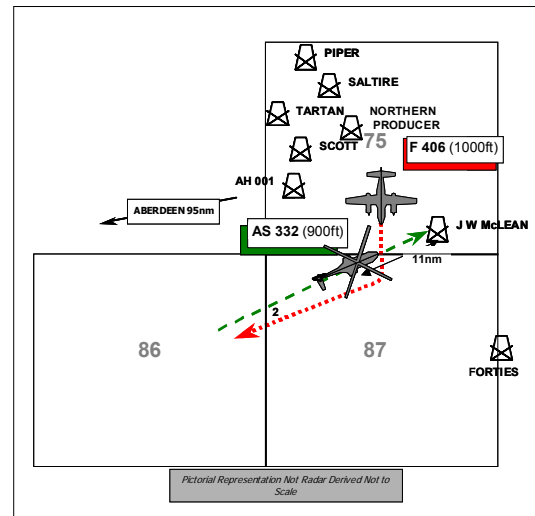 PIPER
SALTIRE
TARTAN
NORTHERN
PRODUCER
75
SCOTT
F 406 (1000ft)
AH 001
ABERDEEN 95nm
AS 332 (900ft)
J W McLEAN
11nm
2
86
87
FORTIES
Pictorial Representation Not Radar Derived Not to
Scale